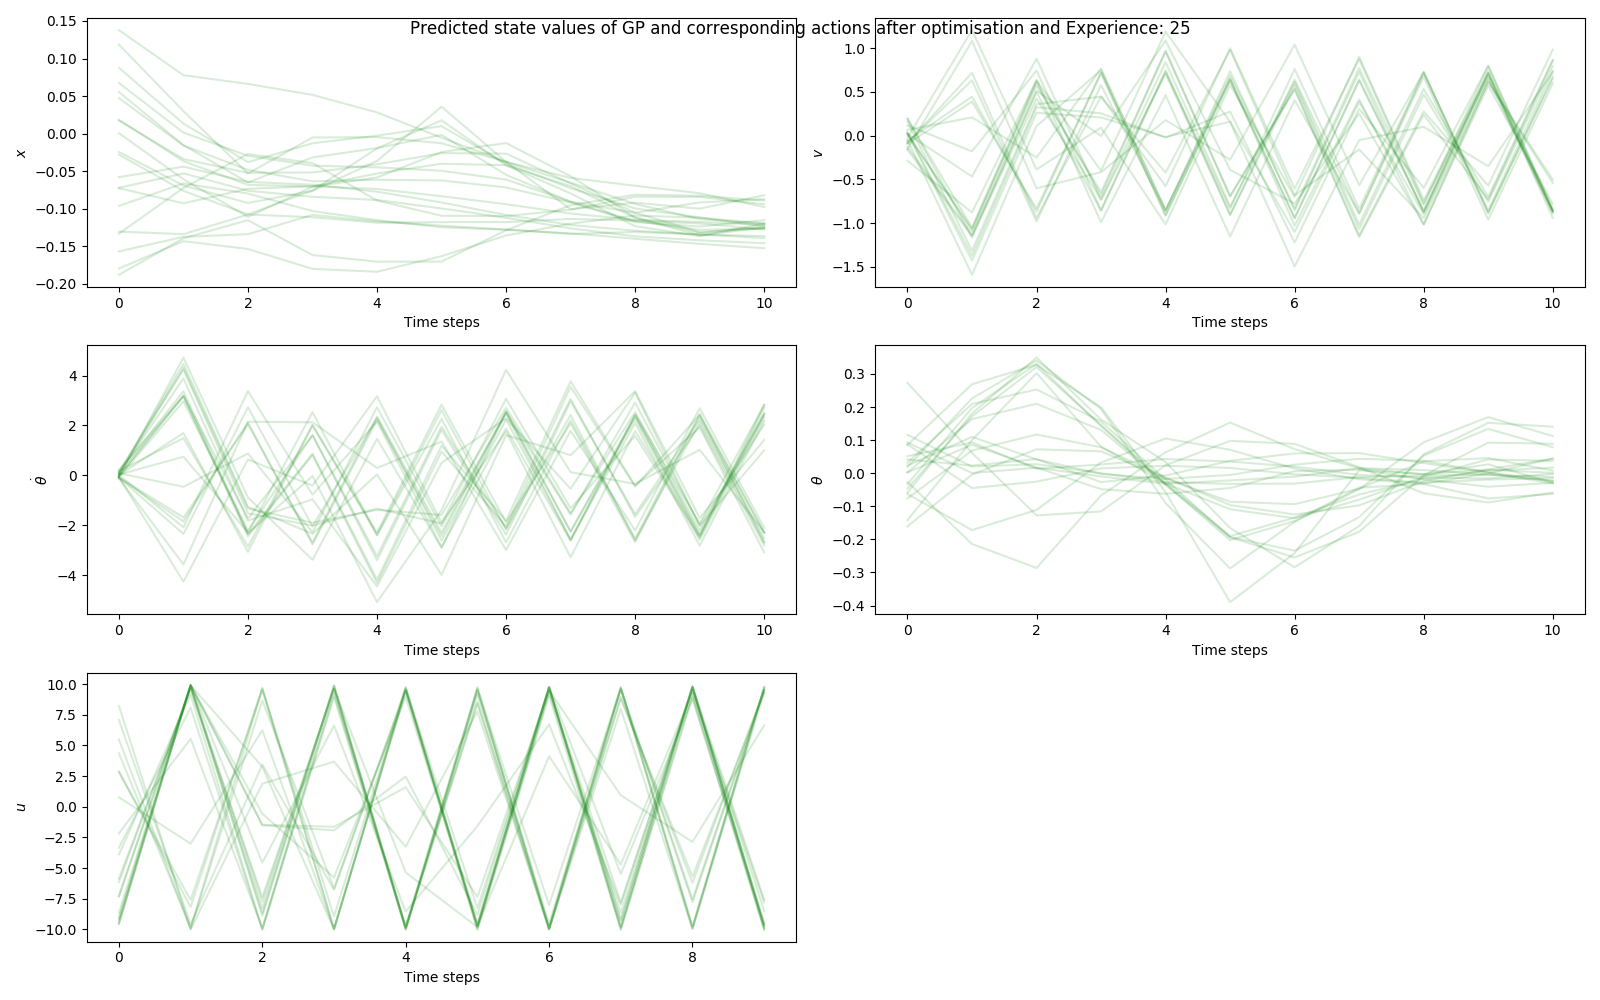 Predicted state values of GP and corresponding actions after optimisation and Experience: 25
0.15
0.10
0.05
0.00
−0.05
−0.10
−0.15
−0.20
x
0 2 4 6 8 10
Time steps
1.0
0.5
0.0
−0.5
−1.0
−1.5
v
0 2 4 6 8 10
Time steps
4
2
0
−2
−4
θ̇
0 2 4 6 8 10
Time steps
0.3
0.2
0.1
0.0
−0.1
−0.2
−0.3
−0.4
θ
0 2 4 6 8 10
Time steps
10.0
7.5
5.0
2.5
0.0
−2.5
−5.0
−7.5
−10.0
u
0 2 4 6 8
Time steps